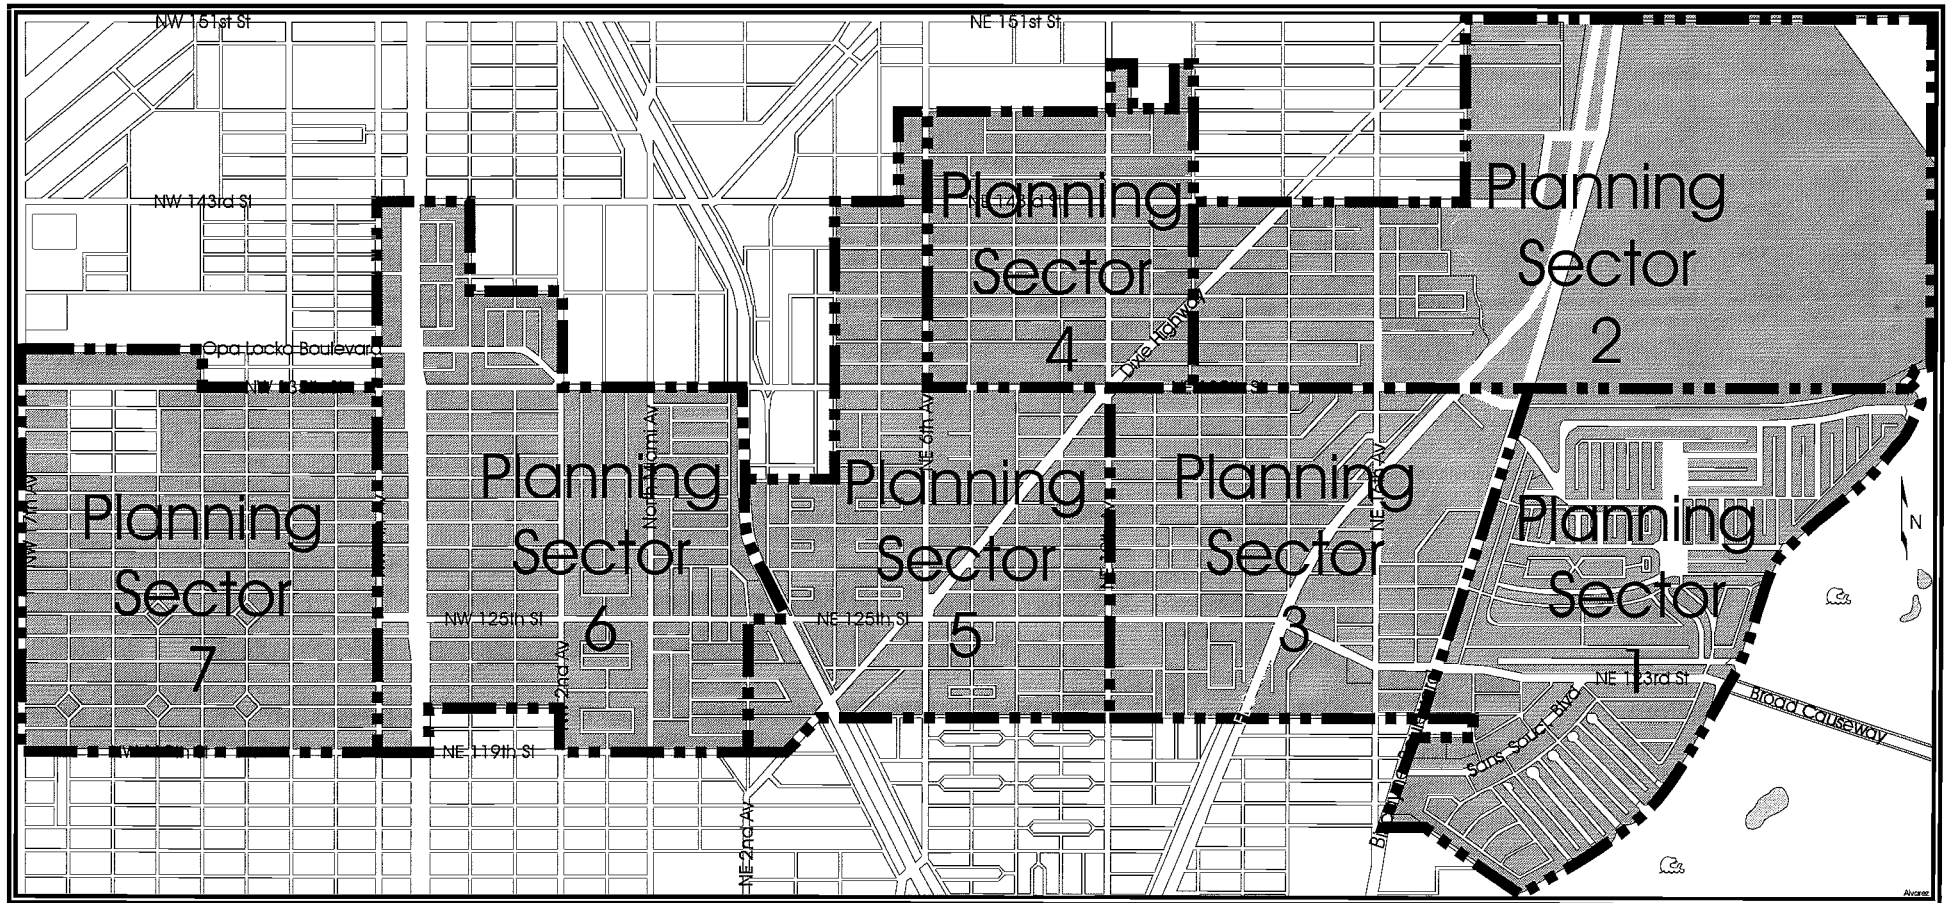 NW 151st St
NE 151st St
NW 143rd St
Planning
Sector
4
Planning
Sector
2
Opa Locka Boulevard
Dixie Highway
North Miami Av
NE 6th Av
NW 17th Av
Planning
Sector
7
Planning
Sector
6
Planning
Sector
5
Planning
Sector
3
Planning
Sector
1
N
NW 125th St
NE 125th St
NE 123rd St
Broad Causeway
Sans Souci Blvd
NE 119th St
NE 2nd Av
Alvarez